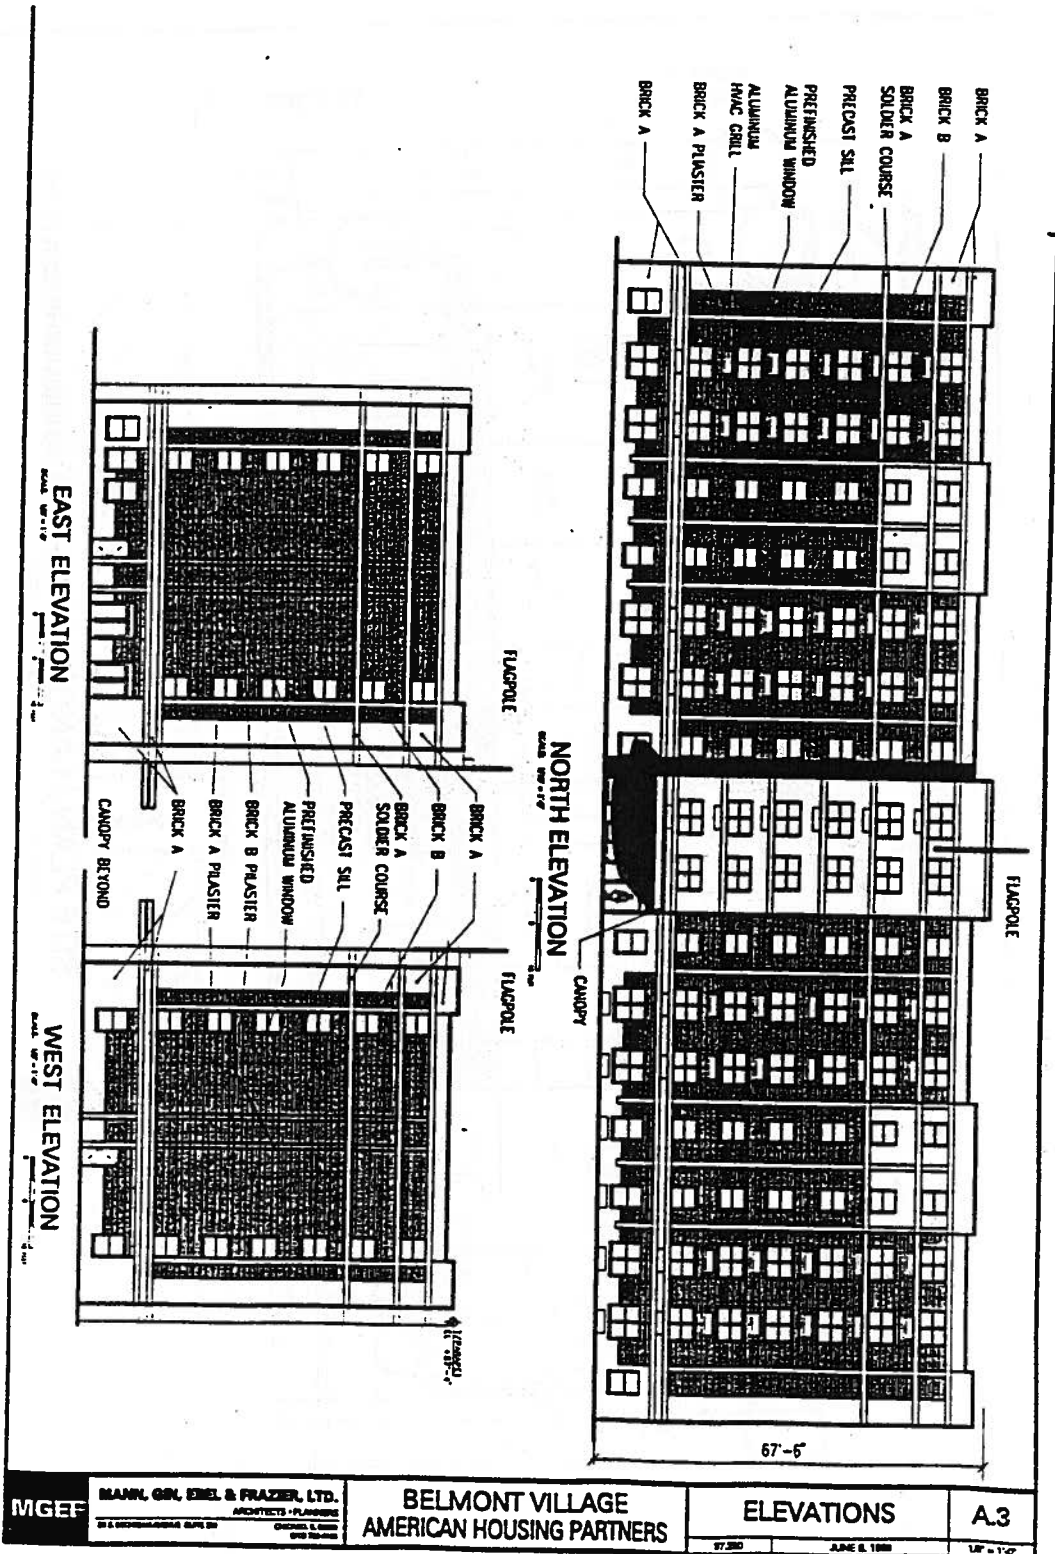 BRICK A
BRICK B
BRICK A
SOLDIER COURSE
PRECAST SILL
PREFINISHED
ALUMINUM WINDOW
ALUMINUM
HVAC GRILL
BRICK A PILASTER
BRICK A
FLAGPOLE
CANOPY
67'-6"
NORTH ELEVATION
FLAGPOLE
BRICK A
BRICK B
BRICK A
SOLDIER COURSE
PRECAST SILL
PREFINISHED
ALUMINUM WINDOW
BRICK B PILASTER
BRICK A PILASTER
BRICK A
CANOPY BEYOND
EAST ELEVATION
FLAGPOLE
WEST ELEVATION
MGEF
MANN, GIN, EBEL & FRAZIER, LTD.
ARCHITECTS • PLANNERS
BELMONT VILLAGE
AMERICAN HOUSING PARTNERS
ELEVATIONS
A.3